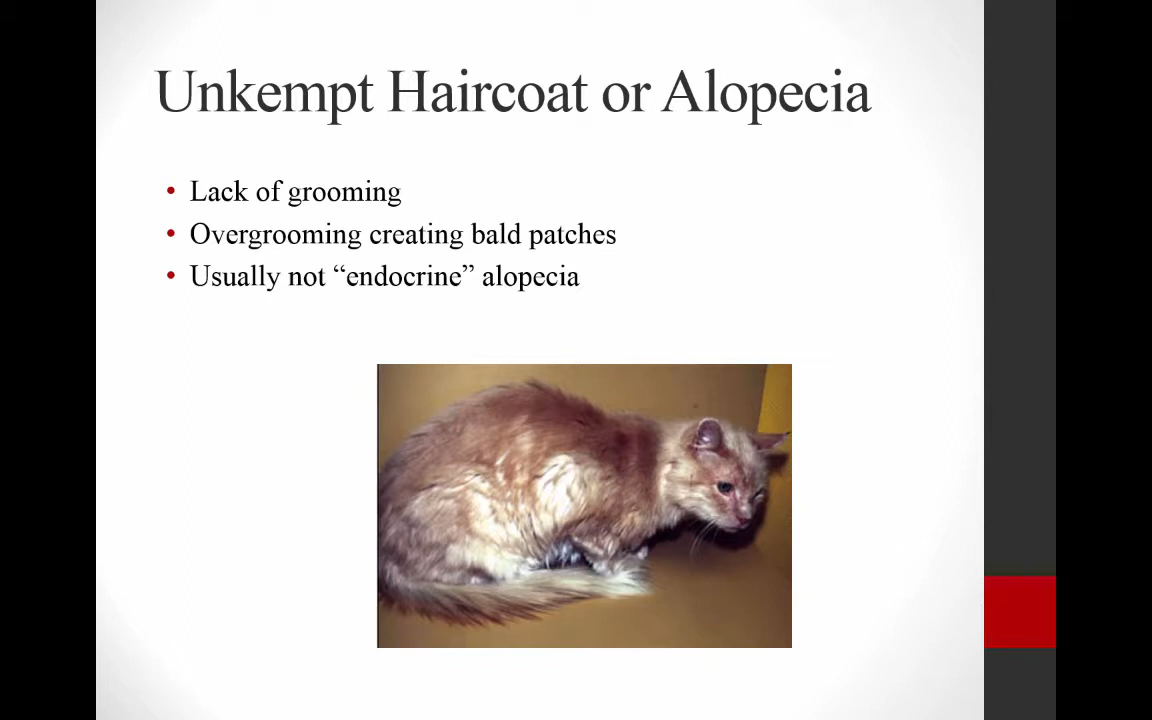 Unkempt Haircoat or Alopecia
• Lack of grooming
• Overgrooming creating bald patches
• Usually not “endocrine” alopecia